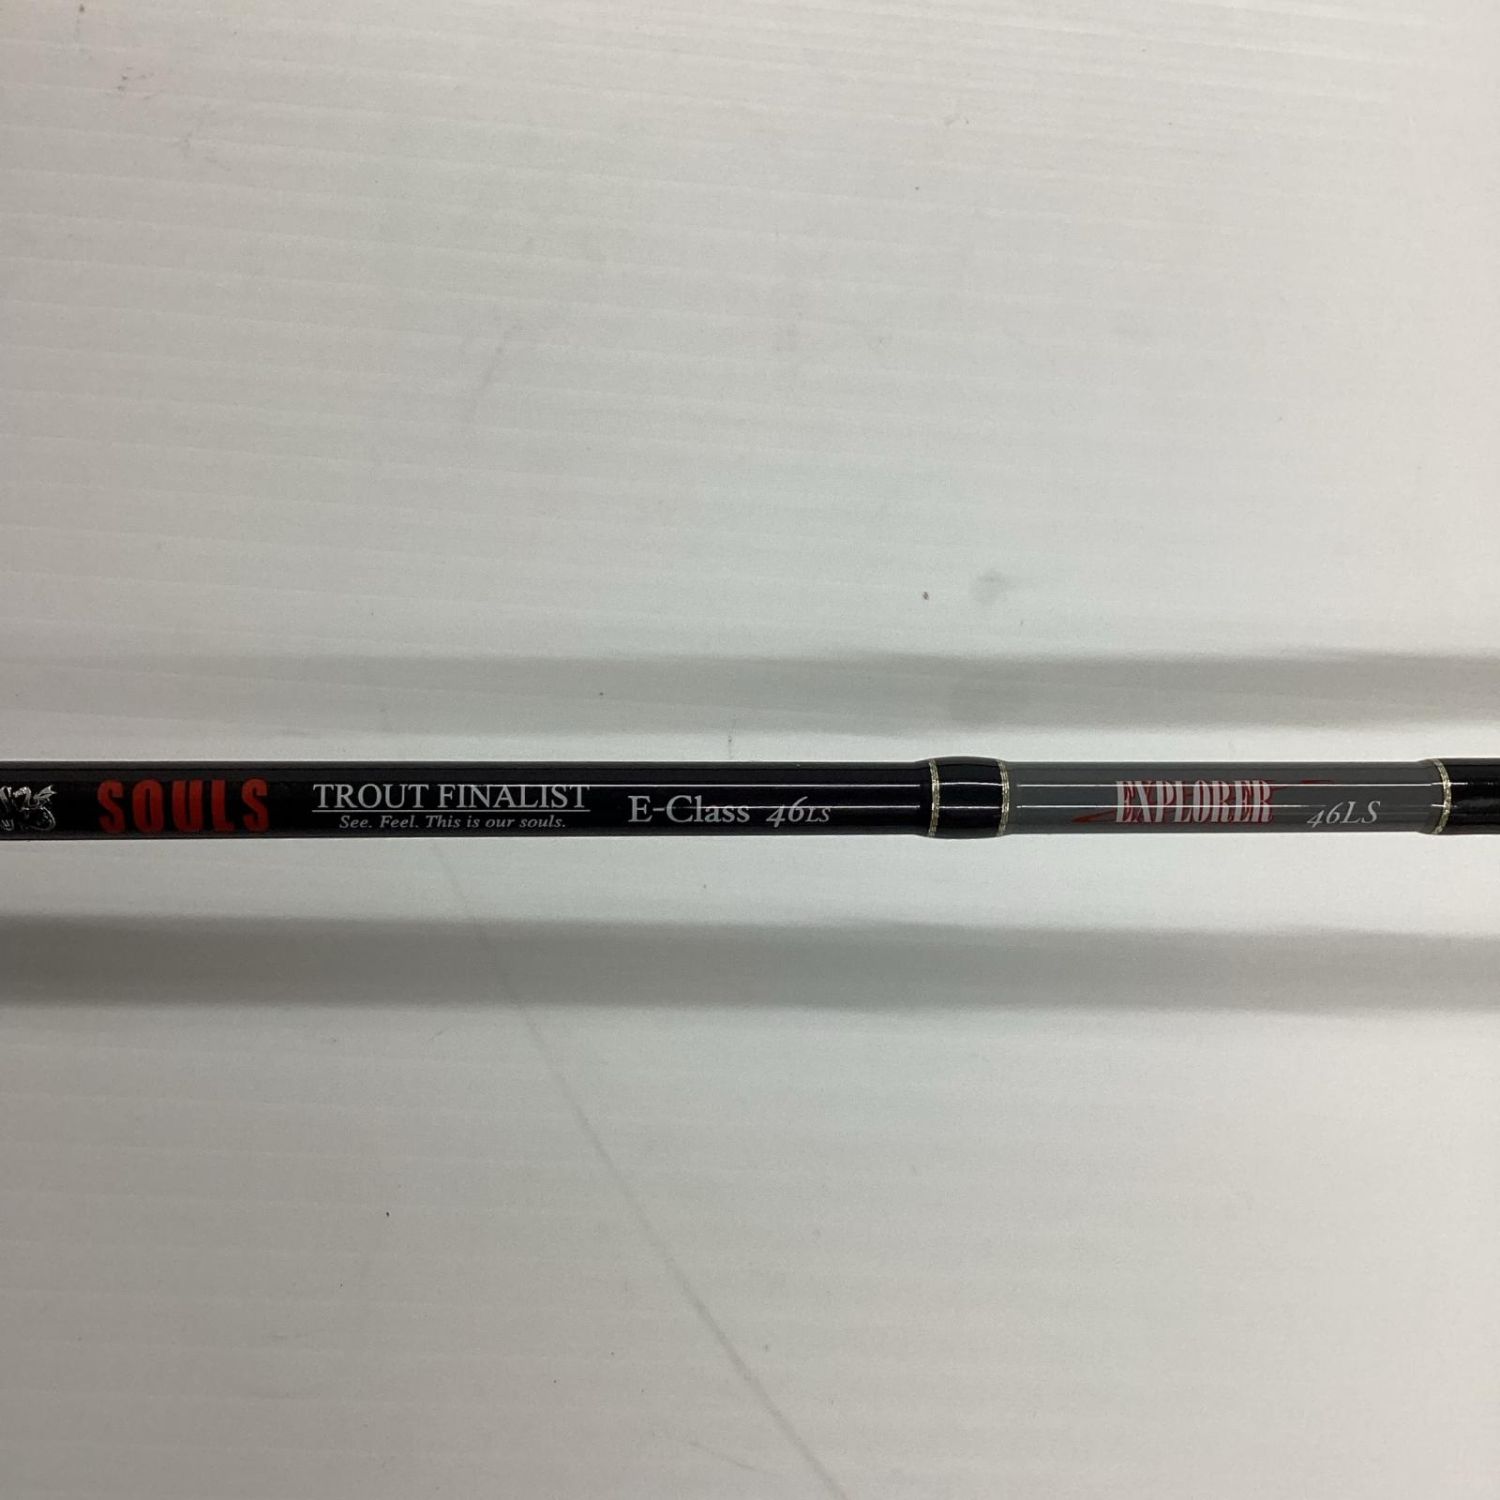 SOULS TROUT FINALIST E-Class 46LS EXPLORER 46LS
See. Feel. This is our souls.